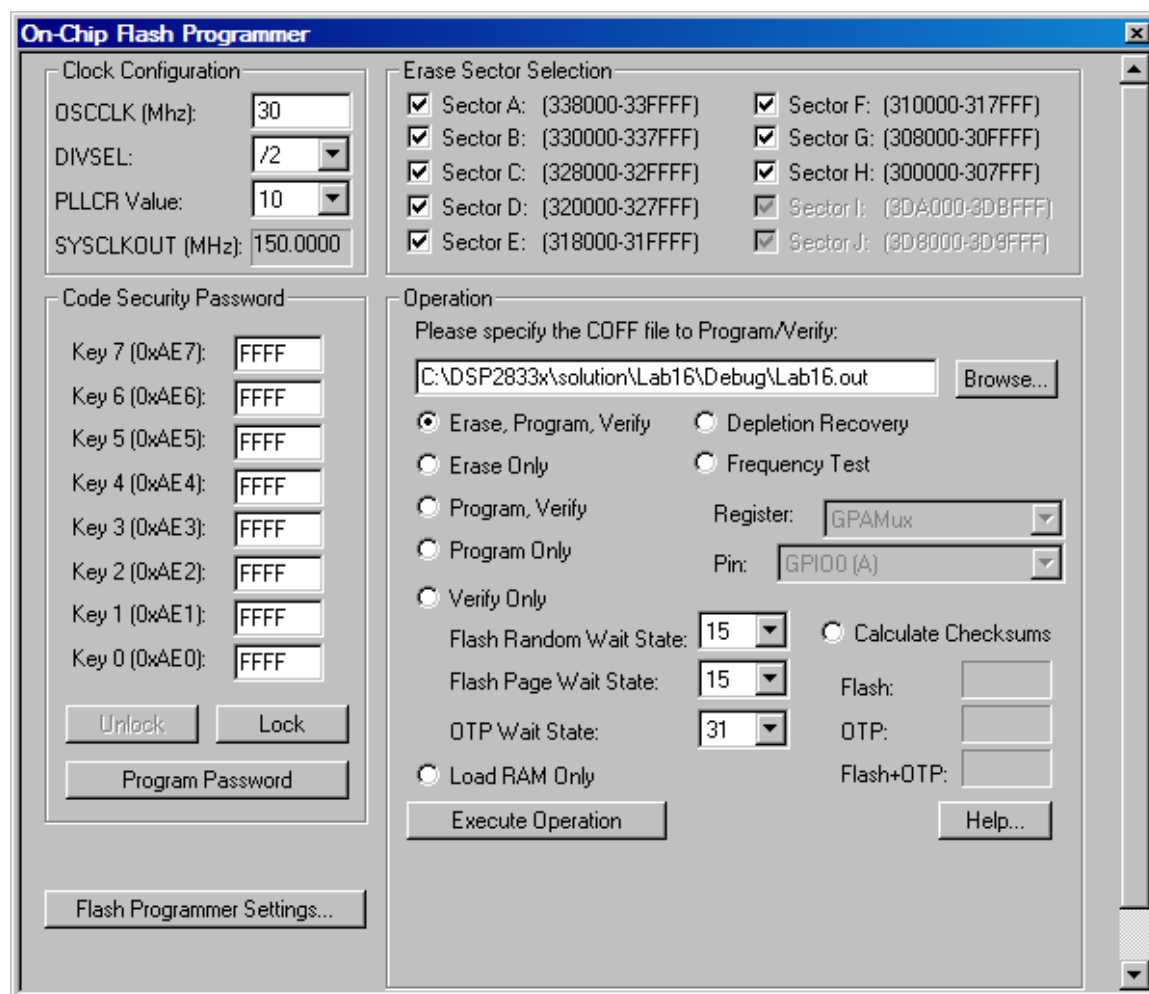 On-Chip Flash Programmer
Clock Configuration
OSCCLK (Mhz): 30
DIVSEL: /2
PLLCR Value: 10
SYSCLKOUT (MHz): 150.0000
Erase Sector Selection
Sector A: (338000-33FFFF)
Sector B: (330000-337FFF)
Sector C: (328000-32FFFF)
Sector D: (320000-327FFF)
Sector E: (318000-31FFFF)
Sector F: (310000-317FFF)
Sector G: (308000-30FFFF)
Sector H: (300000-307FFF)
Sector I: (3DA000-3DBFFF)
Sector J: (3D8000-3D9FFF)
Code Security Password
Key 7 (0xAE7): FFFF
Key 6 (0xAE6): FFFF
Key 5 (0xAE5): FFFF
Key 4 (0xAE4): FFFF
Key 3 (0xAE3): FFFF
Key 2 (0xAE2): FFFF
Key 1 (0xAE1): FFFF
Key 0 (0xAE0): FFFF
Unlock Lock
Program Password
Flash Programmer Settings...
Operation
Please specify the COFF file to Program/Verify:
C:\DSP2833x\solution\Lab16\Debug\Lab16.out Browse...
Erase, Program, Verify Depletion Recovery
Erase Only Frequency Test
Program, Verify Register: GPAMux
Program Only Pin: GPIO0 (A)
Verify Only
Flash Random Wait State: 15 Calculate Checksums
Flash Page Wait State: 15 Flash:
OTP Wait State: 31 OTP:
Load RAM Only Flash+OTP:
Execute Operation Help...